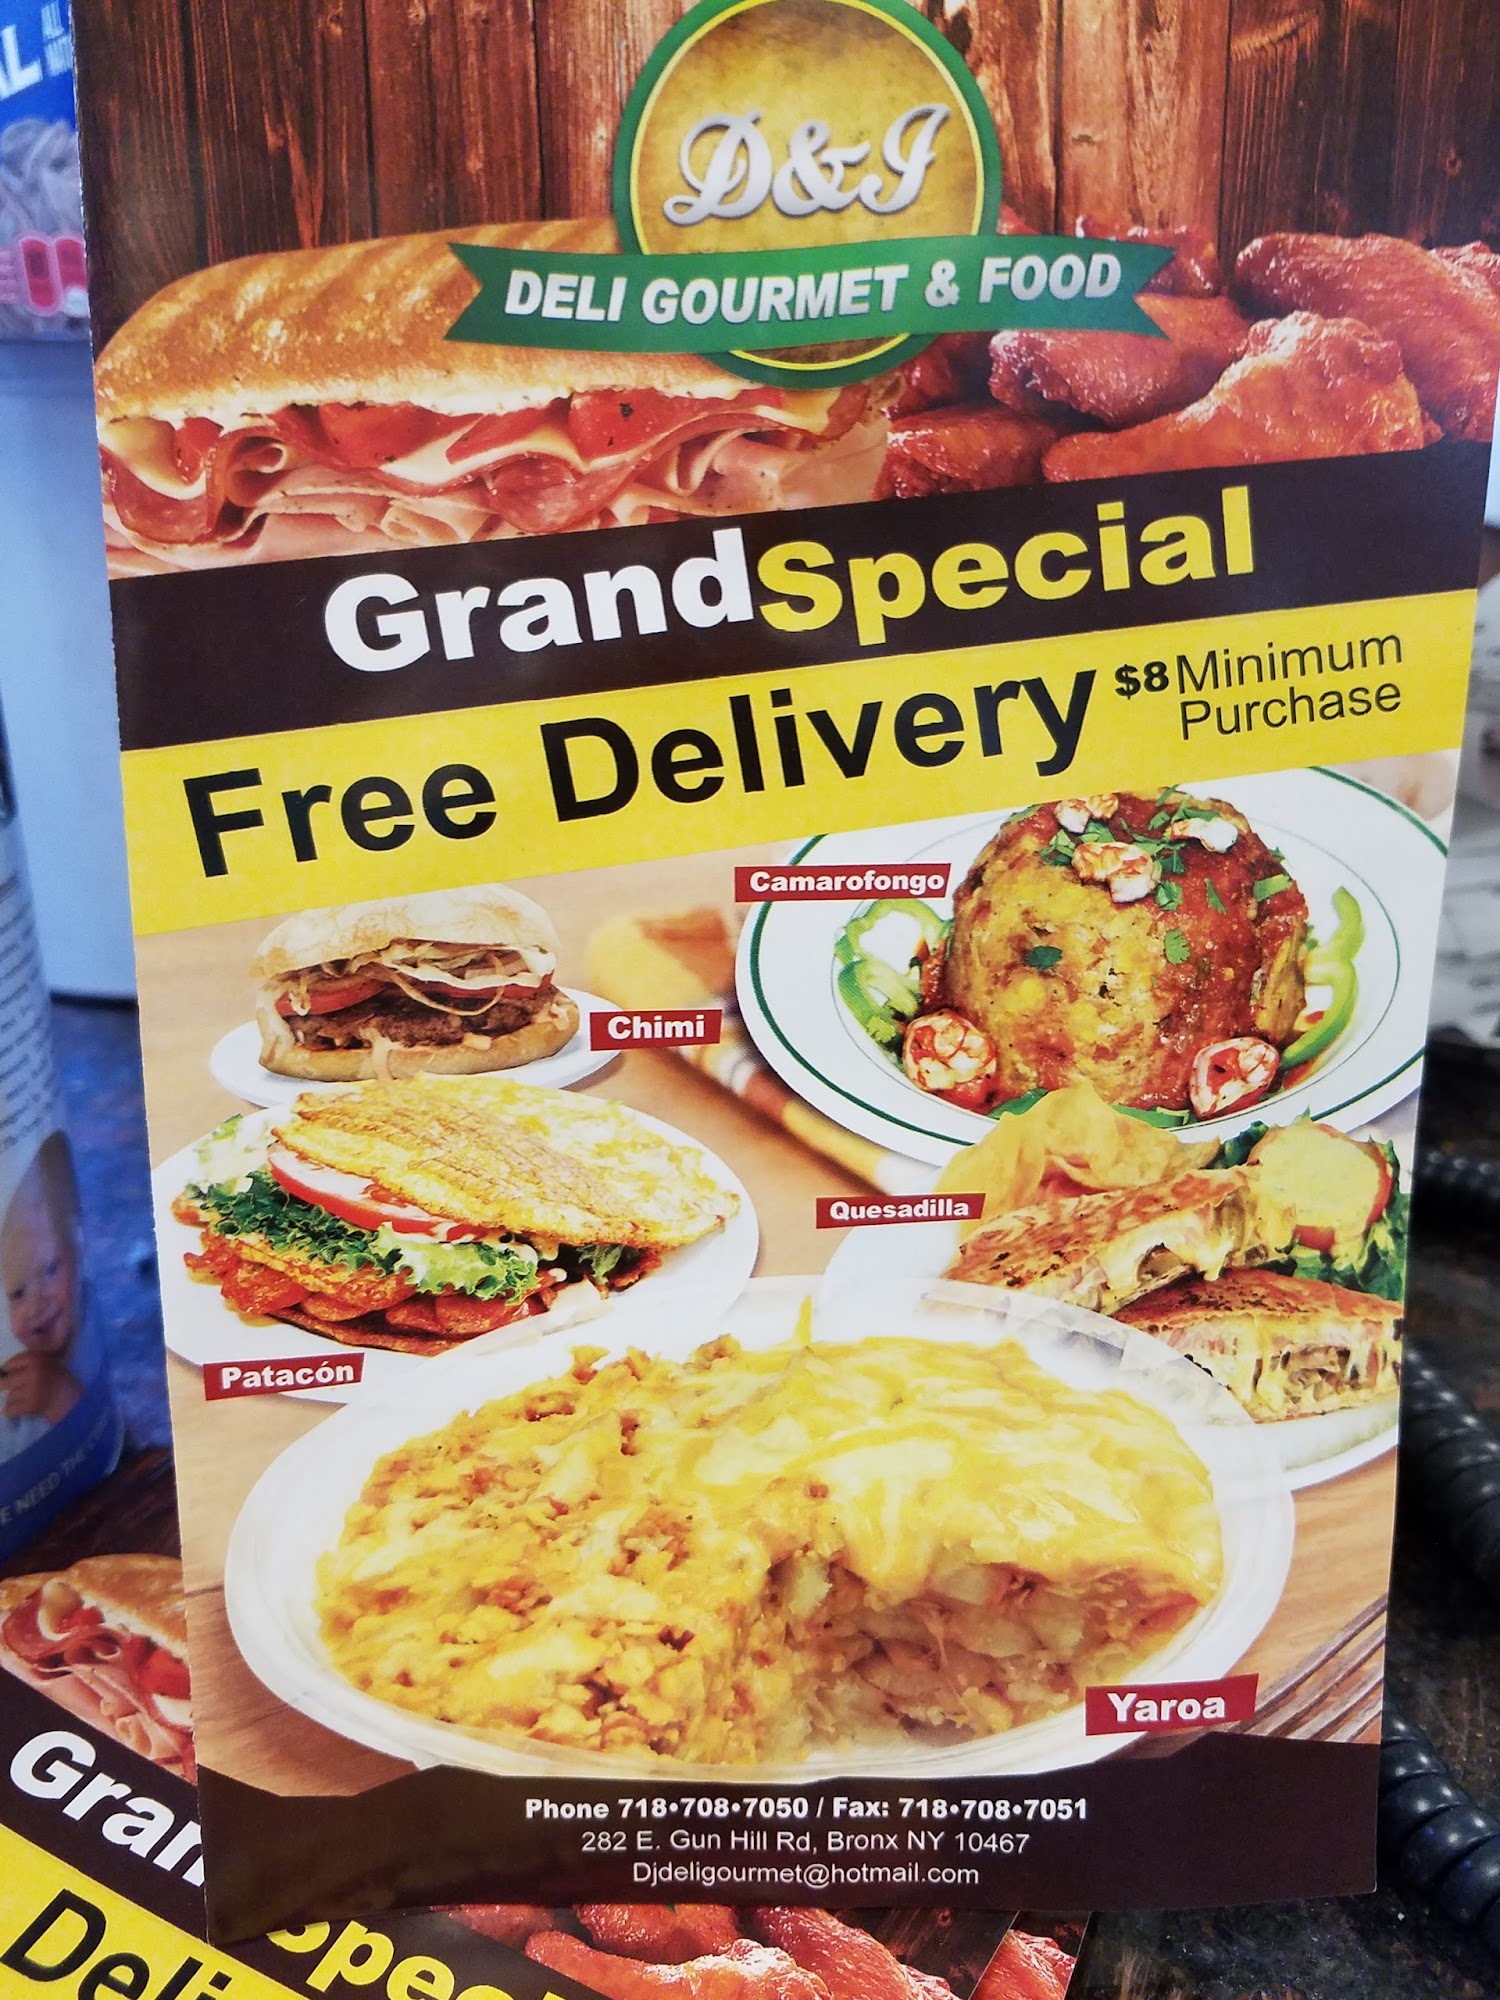 D&J
DELI GOURMET & FOOD
GrandSpecial
Free Delivery $8 Minimum
Purchase
Camarofongo
Chimi
Quesadilla
Patacón
Yaroa
Phone 718•708•7050 / Fax: 718•708•7051
282 E. Gun Hill Rd, Bronx NY 10467
Djdeligourmet@hotmail.com